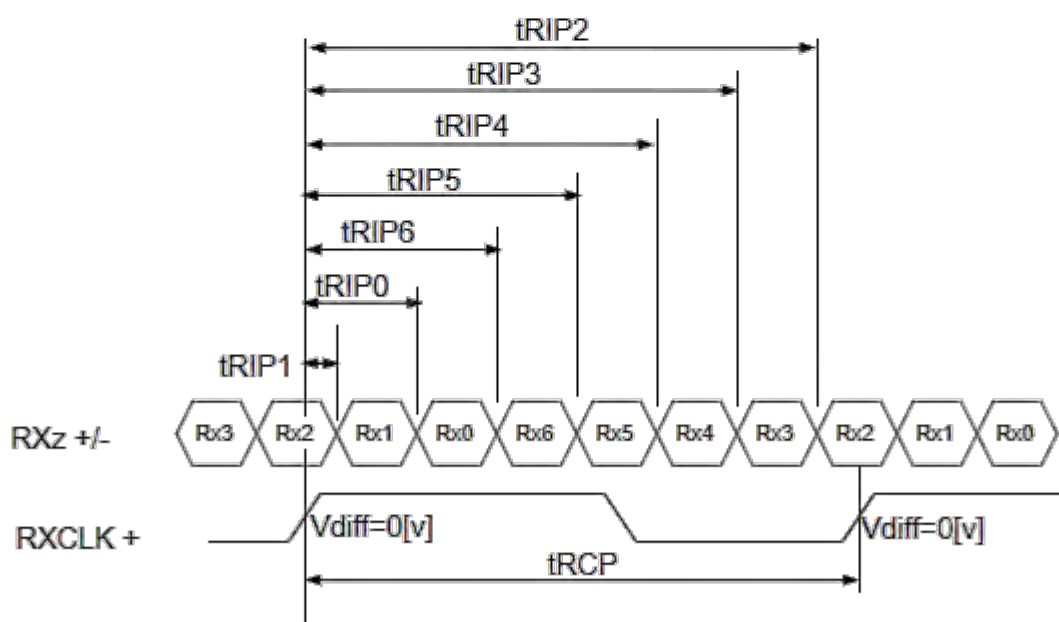 tRIP2
tRIP3
tRIP4
tRIP5
tRIP6
tRIP0
tRIP1
RXz +/- Rx3 Rx2 Rx1 Rx0 Rx6 Rx5 Rx4 Rx3 Rx2 Rx1 Rx0
RXCLK + Vdiff=0[v] Vdiff=0[v]
tRCP